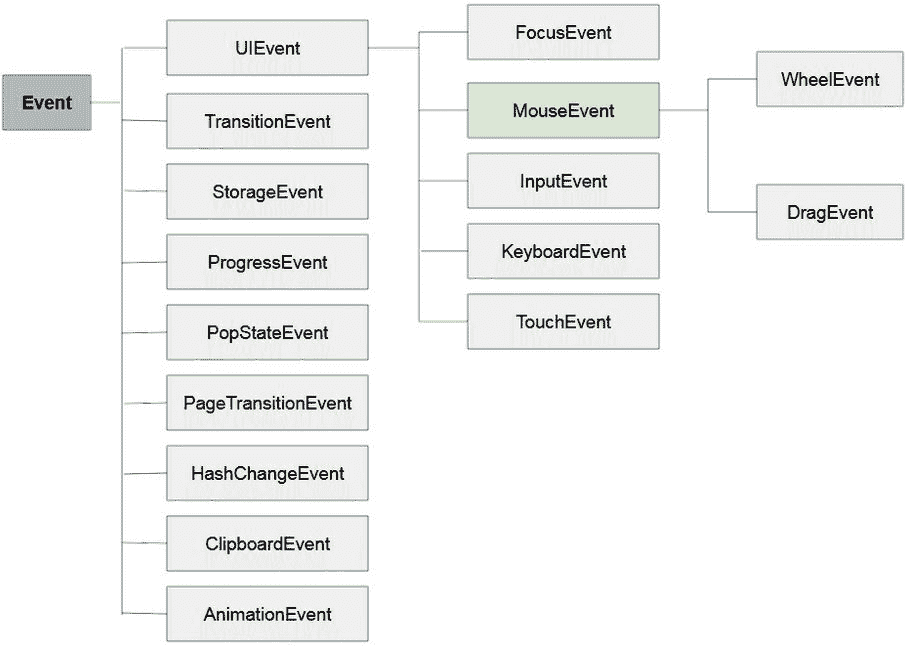 Event
UIEvent
TransitionEvent
StorageEvent
ProgressEvent
PopStateEvent
PageTransitionEvent
HashChangeEvent
ClipboardEvent
AnimationEvent
FocusEvent
MouseEvent
InputEvent
KeyboardEvent
TouchEvent
WheelEvent
DragEvent